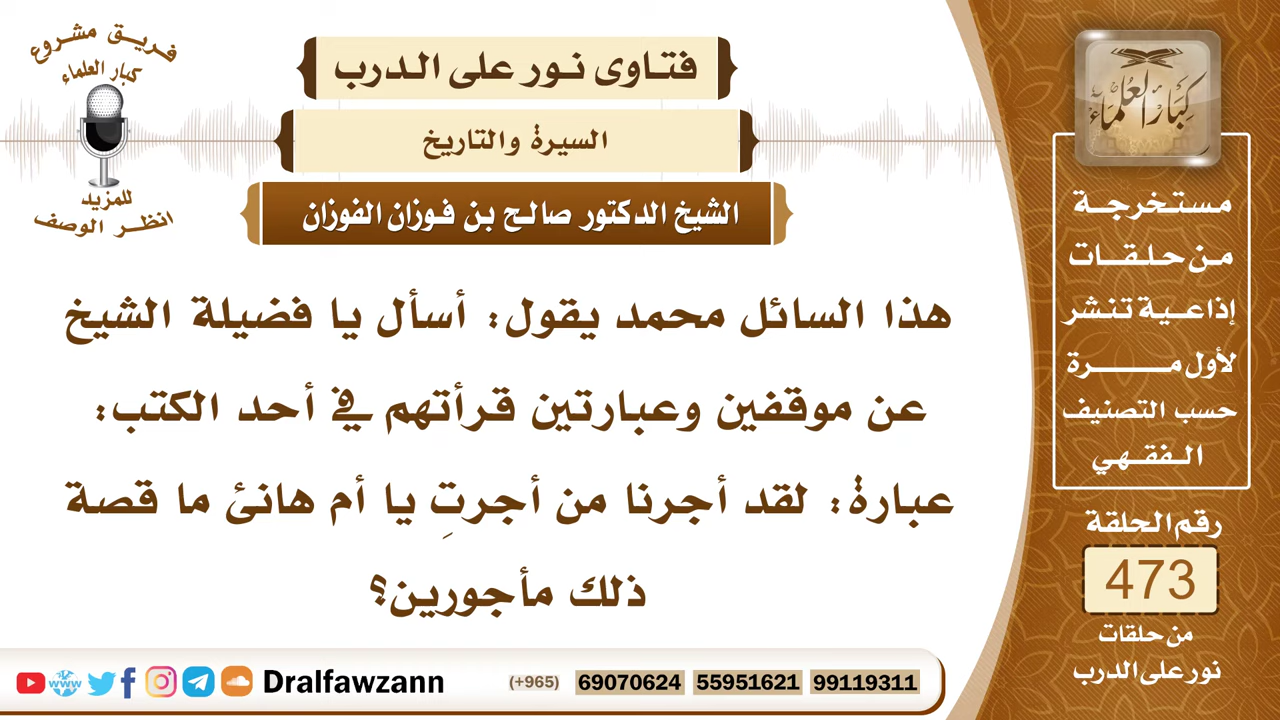 فريق مشروع
كبار العلماء
للمزيد
انظر الوصف
فتاوى نور على الدرب
السيرة والتاريخ
الشيخ الدكتور صالح بن فوزان الفوزان
هذا السائل محمد يقول: أسأل يا فضيلة الشيخ
عن موقفين وعبارتين قرأتهم في أحد الكتب:
عبارة: لقد أجرنا من أجرتِ يا أم هانئ ما قصة
ذلك مأجورين؟
كبار العلماء
مستخرجة
من حلقات
إذاعية تنشر
لأول مرة
حسب التصنيف
الفقهي
رقم الحلقة
473
من حلقات
نور على الدرب
www Dralfawzann (+965) 69070624 55951621 99119311